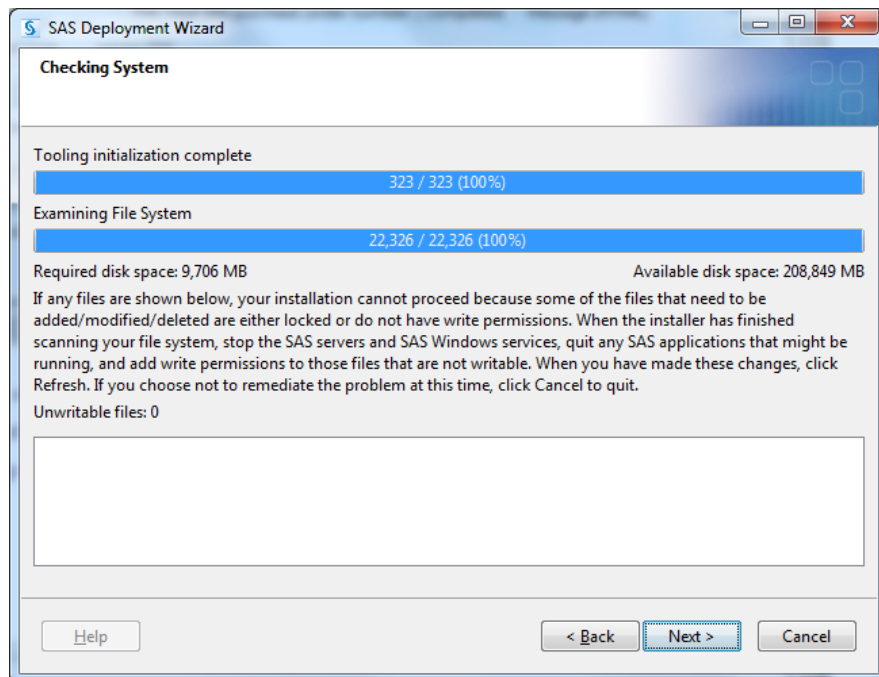 SAS Deployment Wizard
Checking System
Tooling initialization complete
323 / 323 (100%)
Examining File System
22,326 / 22,326 (100%)
Required disk space: 9,706 MB
Available disk space: 208,849 MB
If any files are shown below, your installation cannot proceed because some of the files that need to be
added/modified/deleted are either locked or do not have write permissions. When the installer has finished
scanning your file system, stop the SAS servers and SAS Windows services, quit any SAS applications that might be
running, and add write permissions to those files that are not writable. When you have made these changes, click
Refresh. If you choose not to remediate the problem at this time, click Cancel to quit.
Unwritable files: 0
Help
< Back
Next >
Cancel